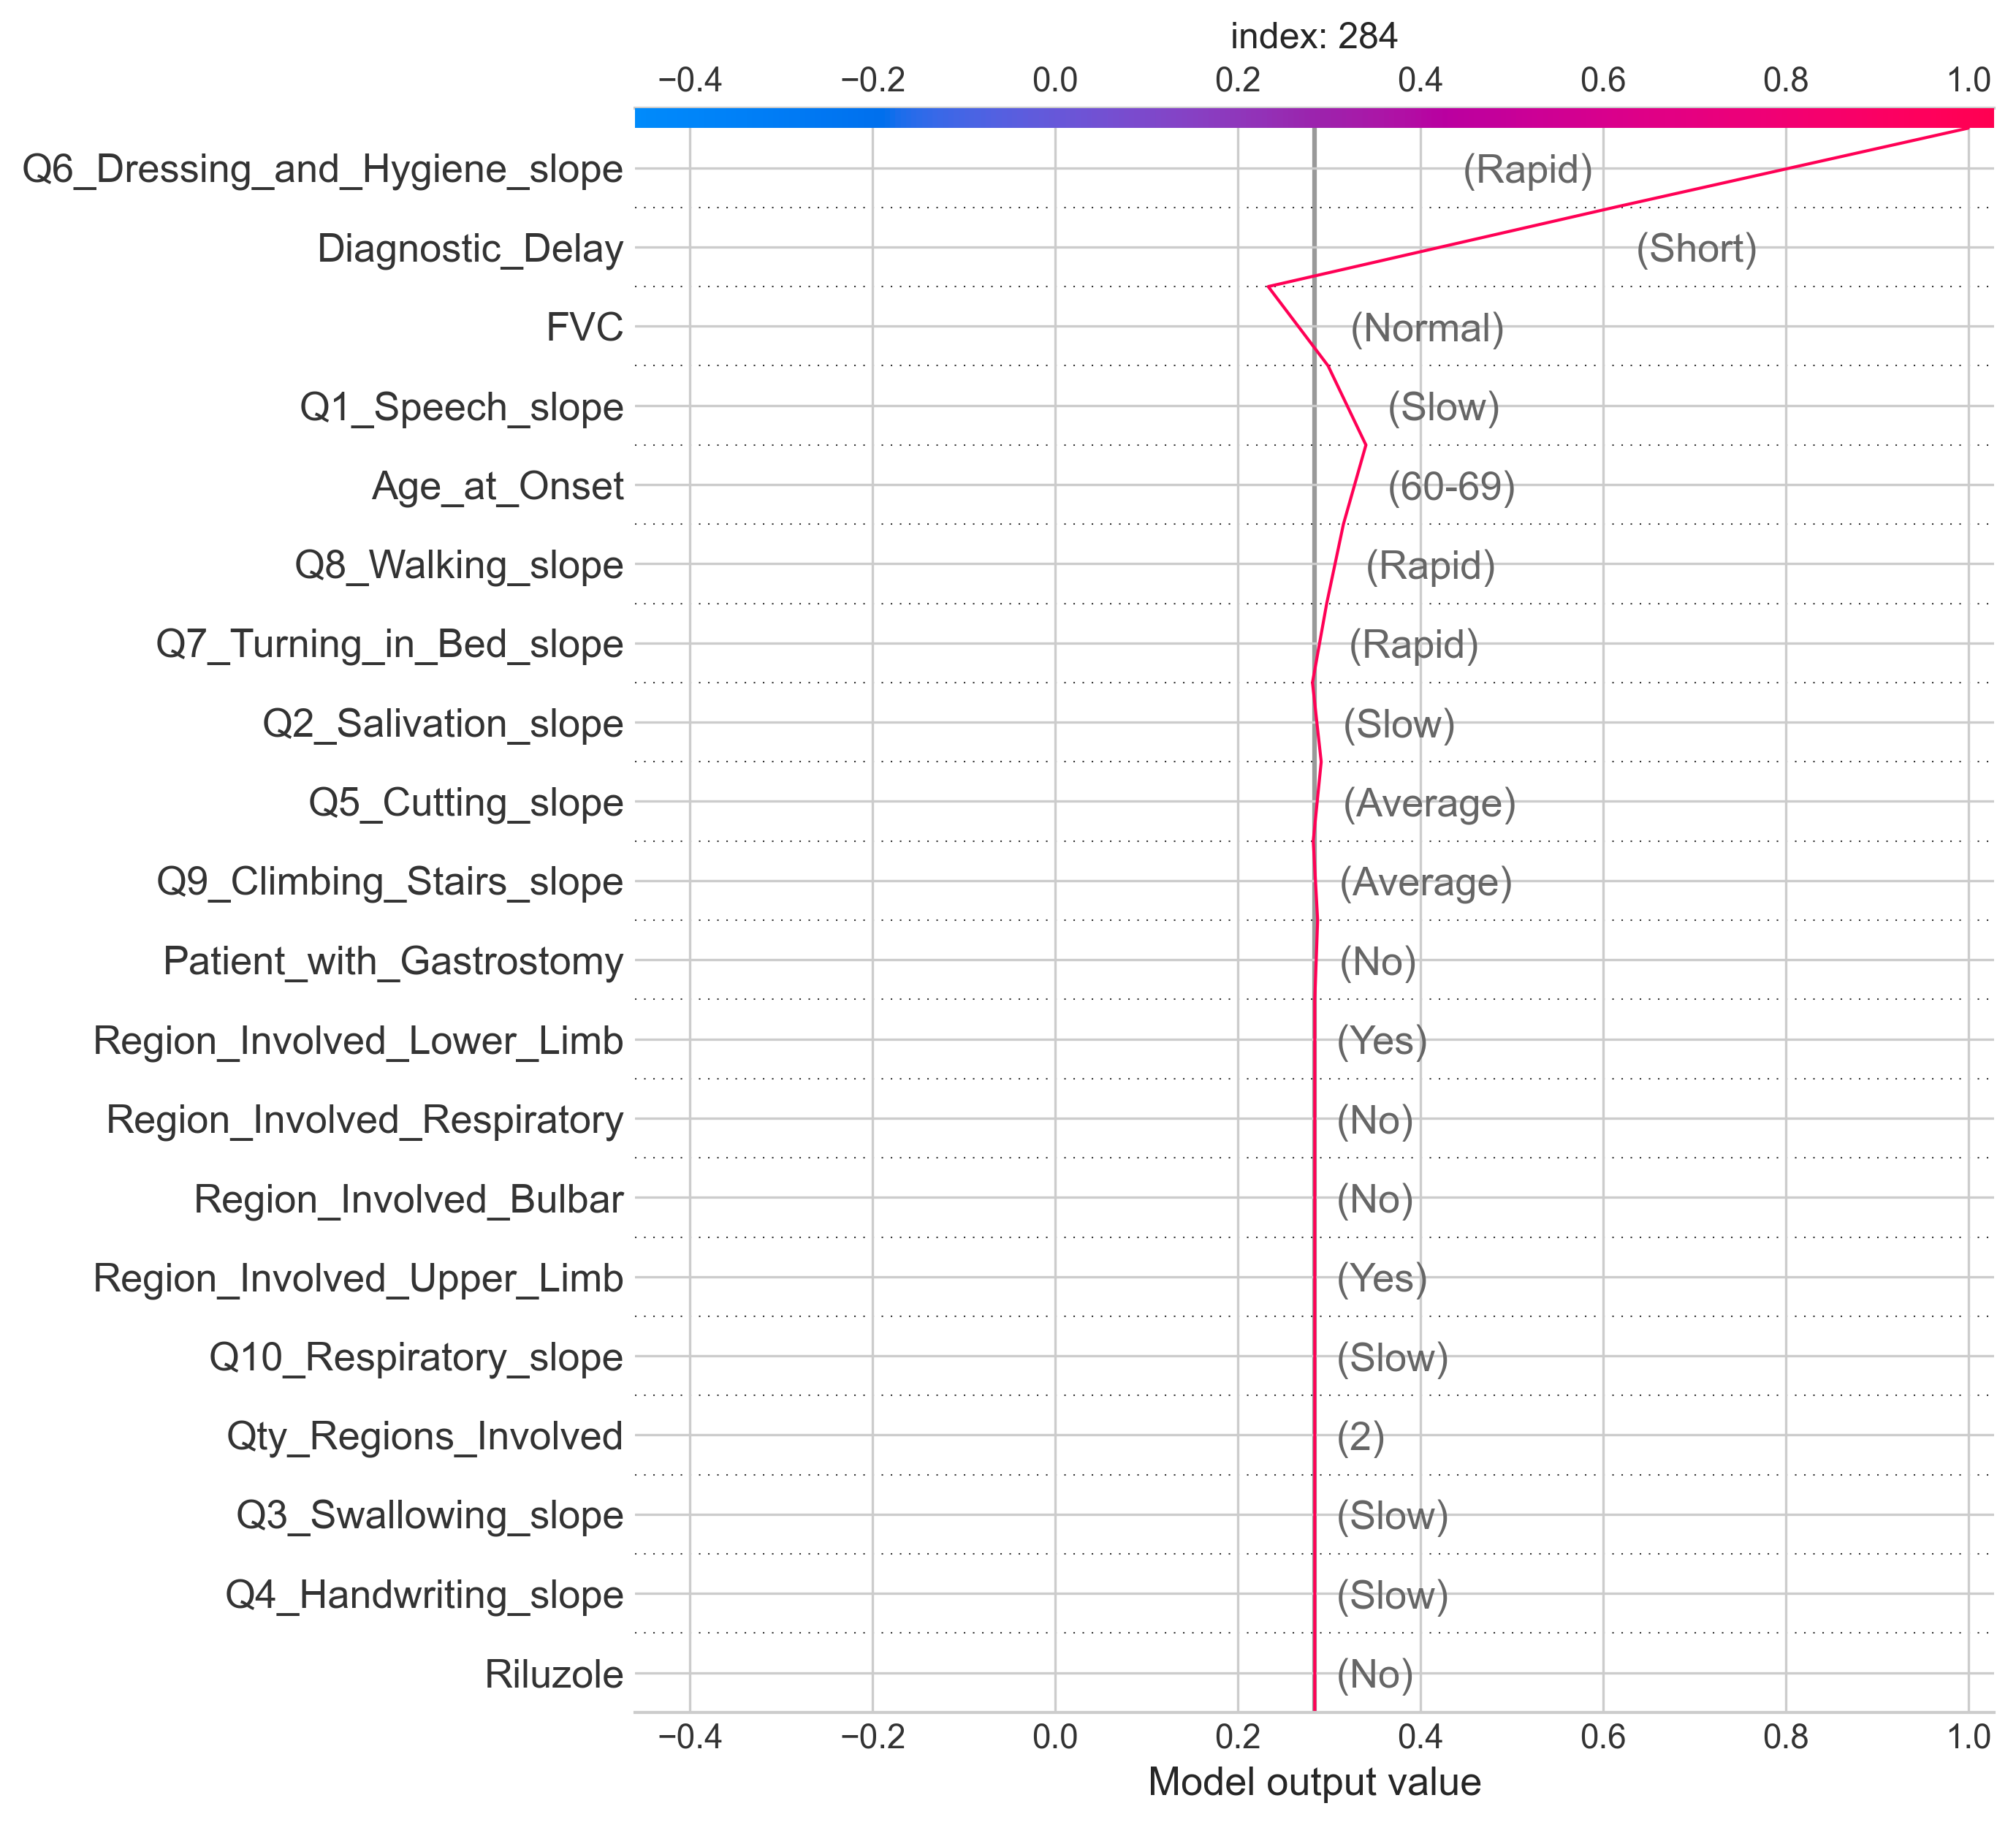 index: 284
−0.4 −0.2 0.0 0.2 0.4 0.6 0.8 1.0
Q6_Dressing_and_Hygiene_slope (Rapid)
Diagnostic_Delay (Short)
FVC (Normal)
Q1_Speech_slope (Slow)
Age_at_Onset (60-69)
Q8_Walking_slope (Rapid)
Q7_Turning_in_Bed_slope (Rapid)
Q2_Salivation_slope (Slow)
Q5_Cutting_slope (Average)
Q9_Climbing_Stairs_slope (Average)
Patient_with_Gastrostomy (No)
Region_Involved_Lower_Limb (Yes)
Region_Involved_Respiratory (No)
Region_Involved_Bulbar (No)
Region_Involved_Upper_Limb (Yes)
Q10_Respiratory_slope (Slow)
Qty_Regions_Involved (2)
Q3_Swallowing_slope (Slow)
Q4_Handwriting_slope (Slow)
Riluzole (No)
−0.4 −0.2 0.0 0.2 0.4 0.6 0.8 1.0
Model output value